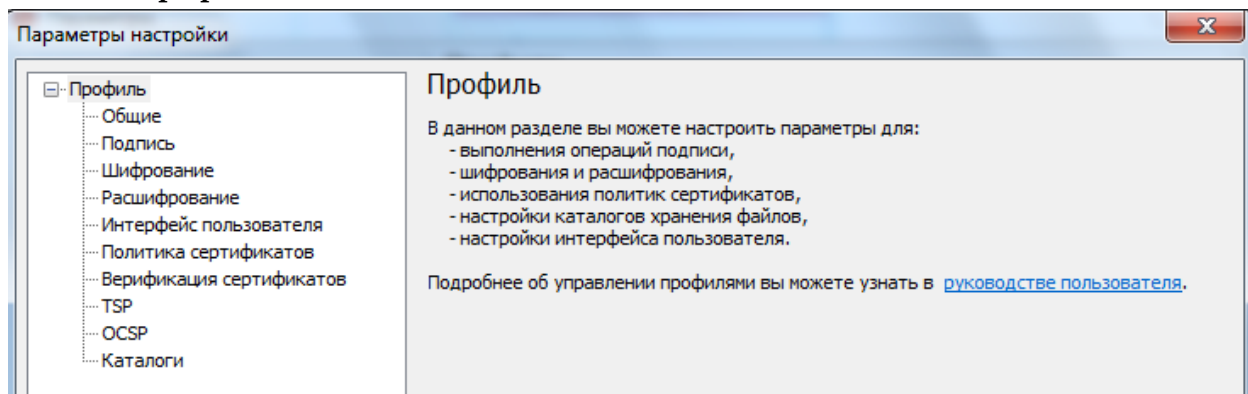 Параметры настройки
Профиль
Общие
Подпись
Шифрование
Расшифрование
Интерфейс пользователя
Политика сертификатов
Верификация сертификатов
TSP
OCSP
Каталоги
Профиль
В данном разделе вы можете настроить параметры для:
- выполнения операций подписи,
- шифрования и расшифрования,
- использования политик сертификатов,
- настройки каталогов хранения файлов,
- настройки интерфейса пользователя.
Подробнее об управлении профилями вы можете узнать в руководстве пользователя.